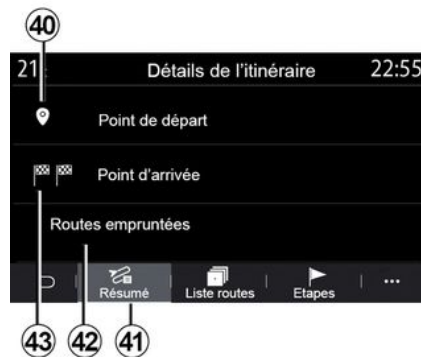 40
21 Détails de l'itinéraire 22:55
Point de départ
Point d'arrivée
Routes empruntées
Résumé Liste routes Etapes ...
43 42 41